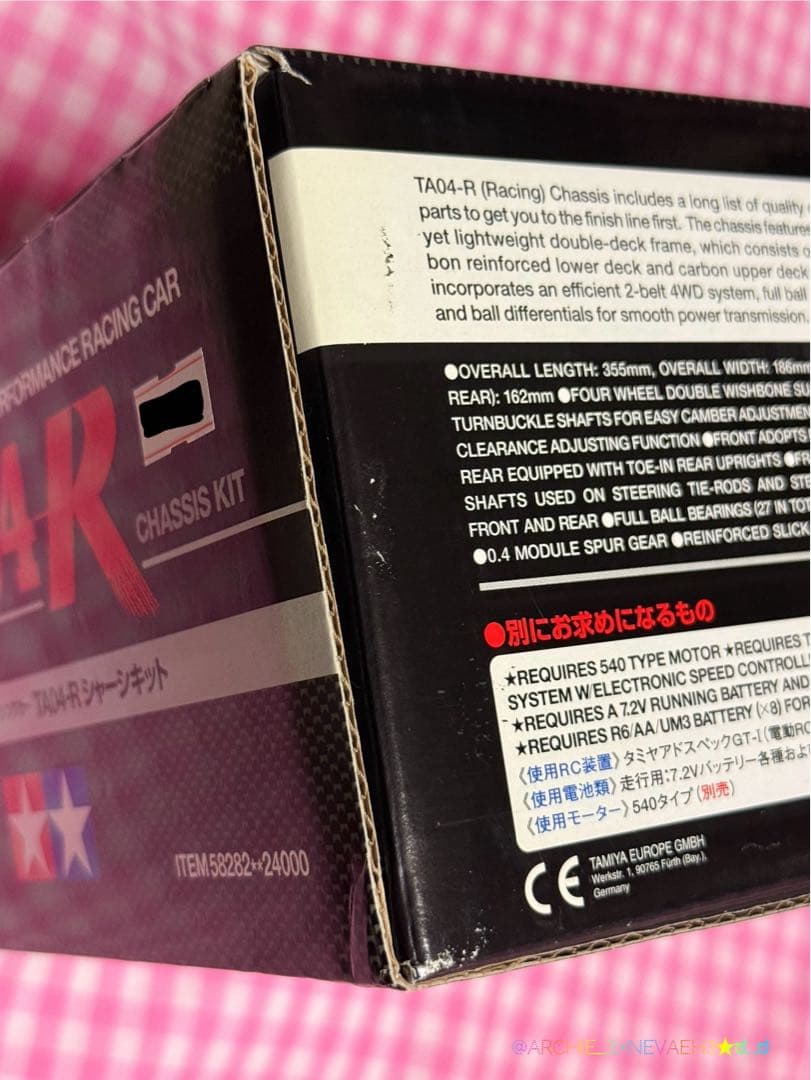 PERFORMANCE RACING CAR
CHASSIS KIT
TA04-R シャーシキット
ITEM 58282**24000
TA04-R (Racing) Chassis includes a long list of quality
parts to get you to the finish line first. The chassis features
yet lightweight double-deck frame, which consists
bon reinforced lower deck and carbon upper deck
incorporates an efficient 2-belt 4WD system, full ball
and ball differentials for smooth power transmission.
●OVERALL LENGTH: 355mm, OVERALL WIDTH: 186mm
REAR): 162mm ●FOUR WHEEL DOUBLE WISHBONE
TURNBUCKLE SHAFTS FOR EASY CAMBER
CLEARANCE ADJUSTING FUNCTION ●FRONT ADOPTS
REAR EQUIPPED WITH TOE-IN REAR UPRIGHTS
SHAFTS USED ON STEERING TIE-RODS AND
FRONT AND REAR ●FULL BALL BEARINGS (27 IN
●0.4 MODULE SPUR GEAR ●REINFORCED SLICK
●別にお求めになるもの
★REQUIRES 540 TYPE MOTOR ★REQUIRES
SYSTEM W/ELECTRONIC SPEED
★REQUIRES A 7.2V RUNNING BATTERY AND
★REQUIRES R6/AA/UM3 BATTERY (×8) FOR
《使用RC装置》タミヤアドスペックGT-I(電動RC
《使用電池類》走行用:7.2Vバッテリー各種
《使用モーター》540タイプ(別売)
CE
TAMIYA EUROPE GMBH
Werkstr. 1, 90765 Fürth (Bay.),
Germany